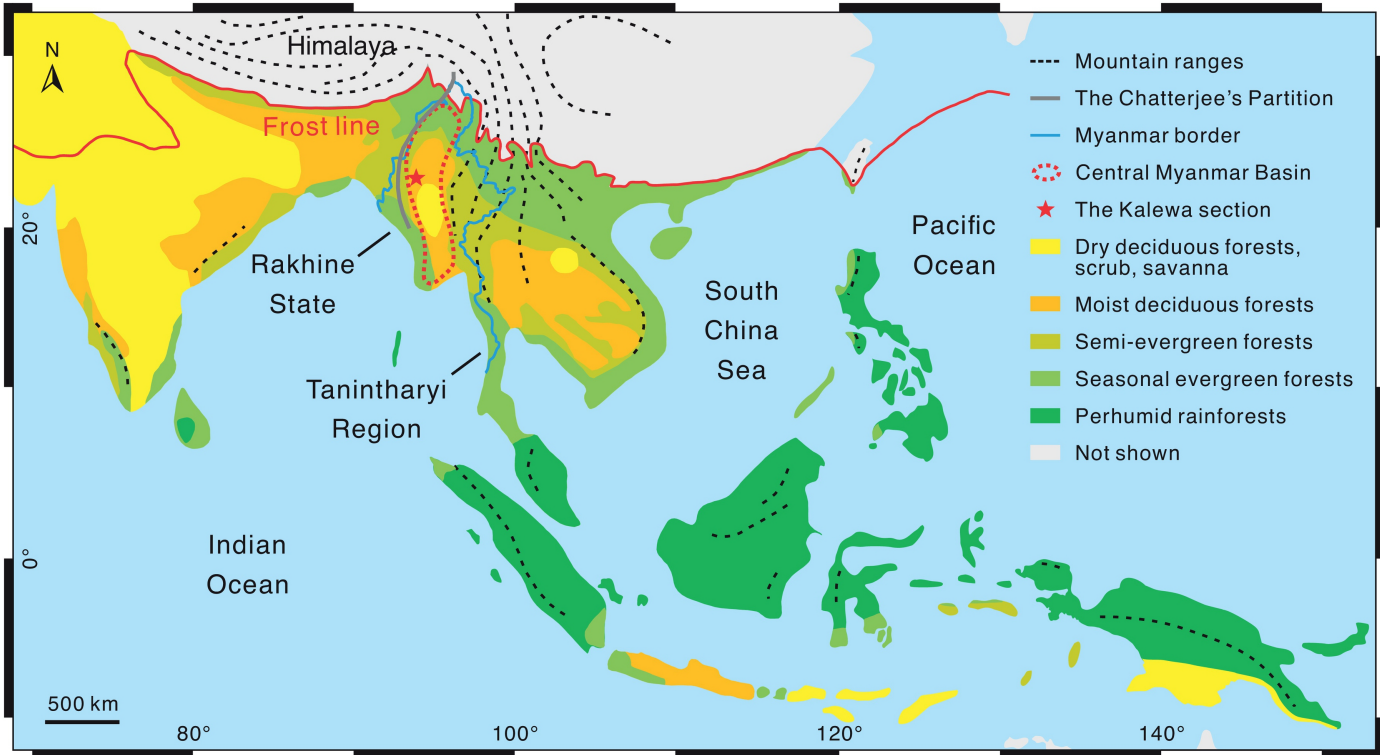 N
Himalaya
Frost line
Rakhine
State
Tanintharyi
Region
South
China
Sea
Pacific
Ocean
Indian
Ocean
Mountain ranges
The Chatterjee's Partition
Myanmar border
Central Myanmar Basin
The Kalewa section
Dry deciduous forests,
scrub, savanna
Moist deciduous forests
Semi-evergreen forests
Seasonal evergreen forests
Perhumid rainforests
Not shown
20°
0°
500 km
80°
100°
120°
140°